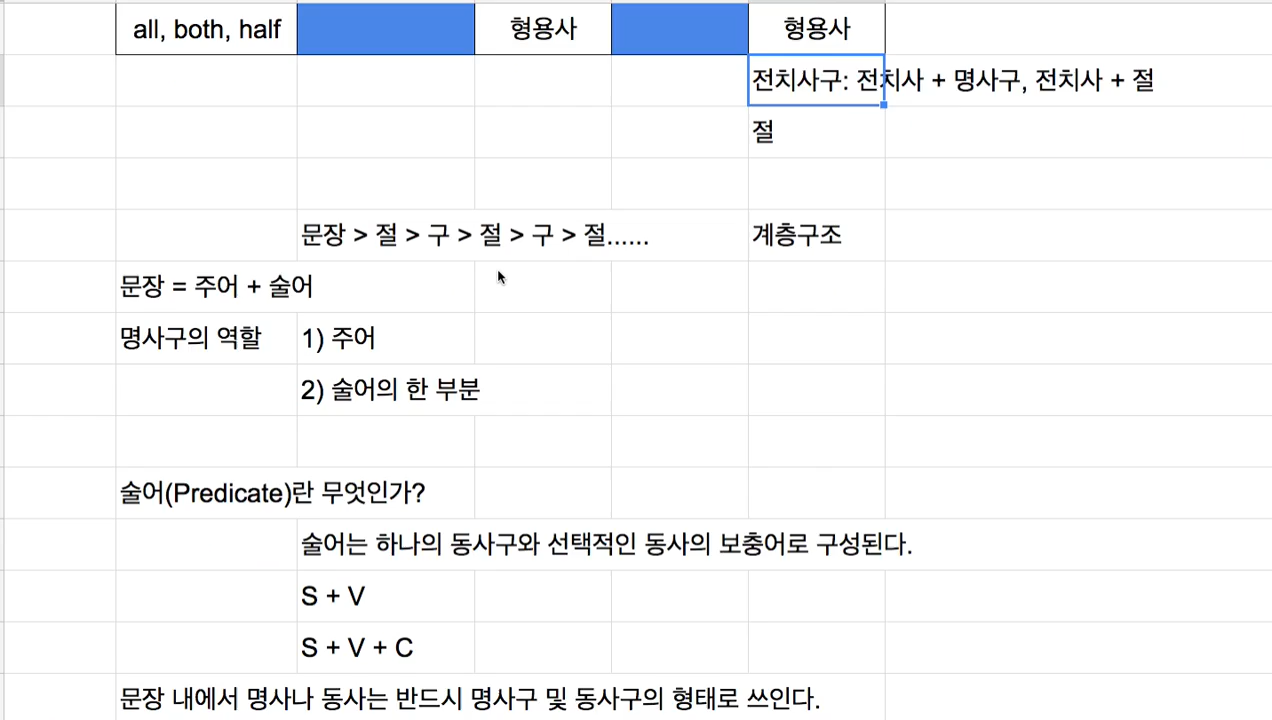 all, both, half 형용사 형용사
전치사구: 전치사 + 명사구, 전치사 + 절
절
문장 > 절 > 구 > 절 > 구 > 절...... 계층구조
문장 = 주어 + 술어
명사구의 역할 1) 주어
2) 술어의 한 부분
술어(Predicate)란 무엇인가?
술어는 하나의 동사구와 선택적인 동사의 보충어로 구성된다.
S + V
S + V + C
문장 내에서 명사나 동사는 반드시 명사구 및 동사구의 형태로 쓰인다.